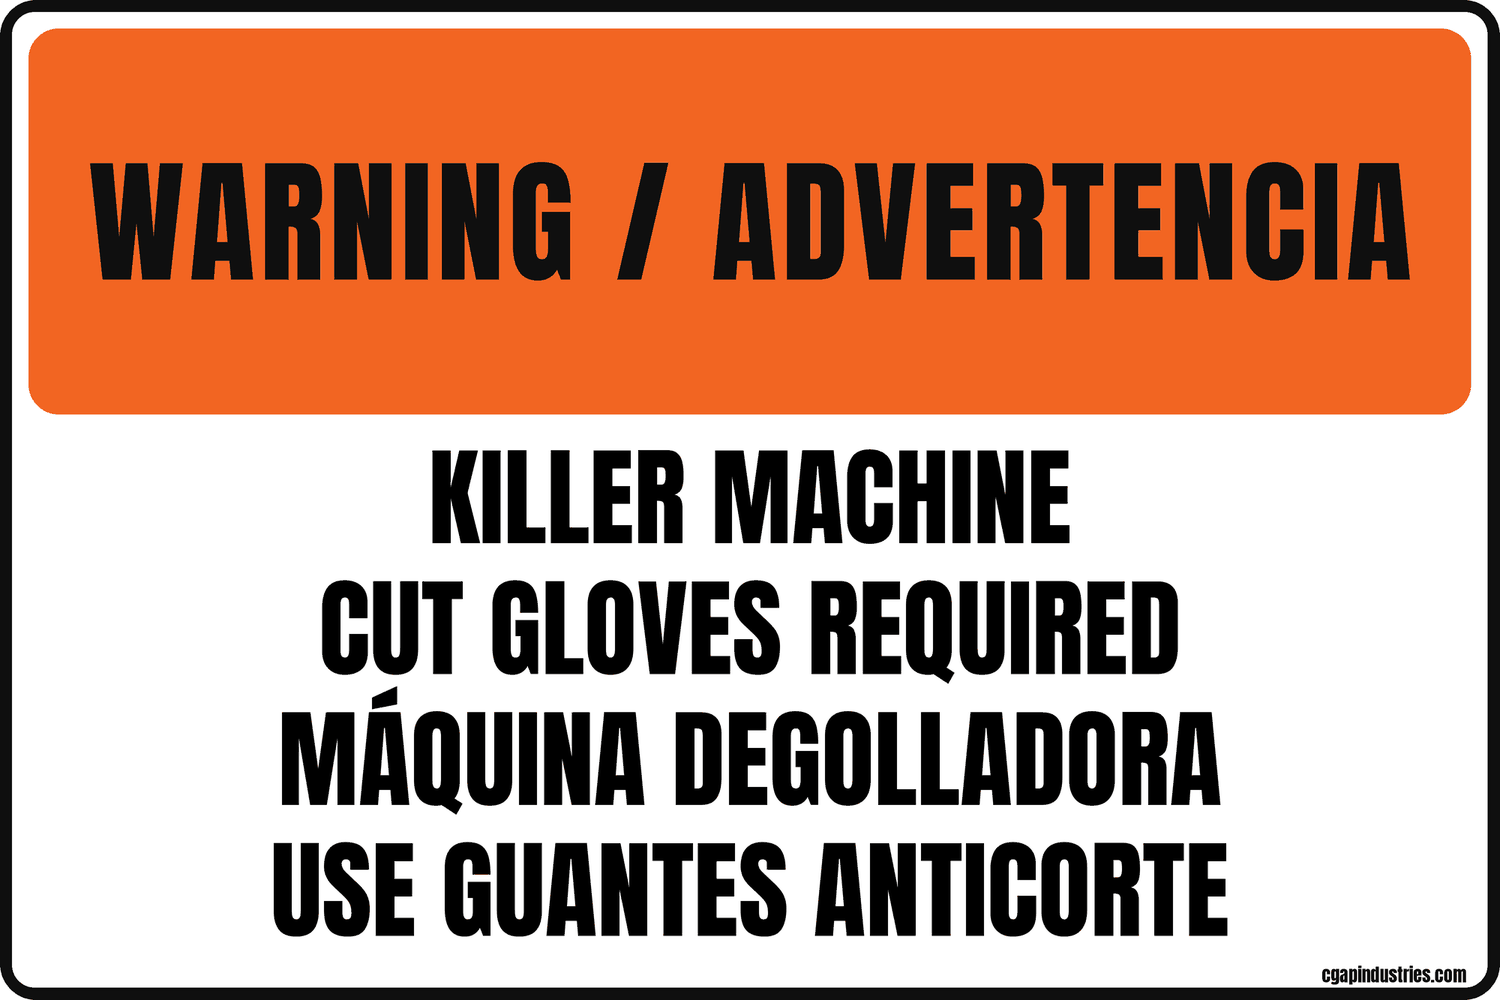 WARNING / ADVERTENCIA
KILLER MACHINE
CUT GLOVES REQUIRED
MÁQUINA DEGOLLADORA
USE GUANTES ANTICORTE
cgapindustries.com